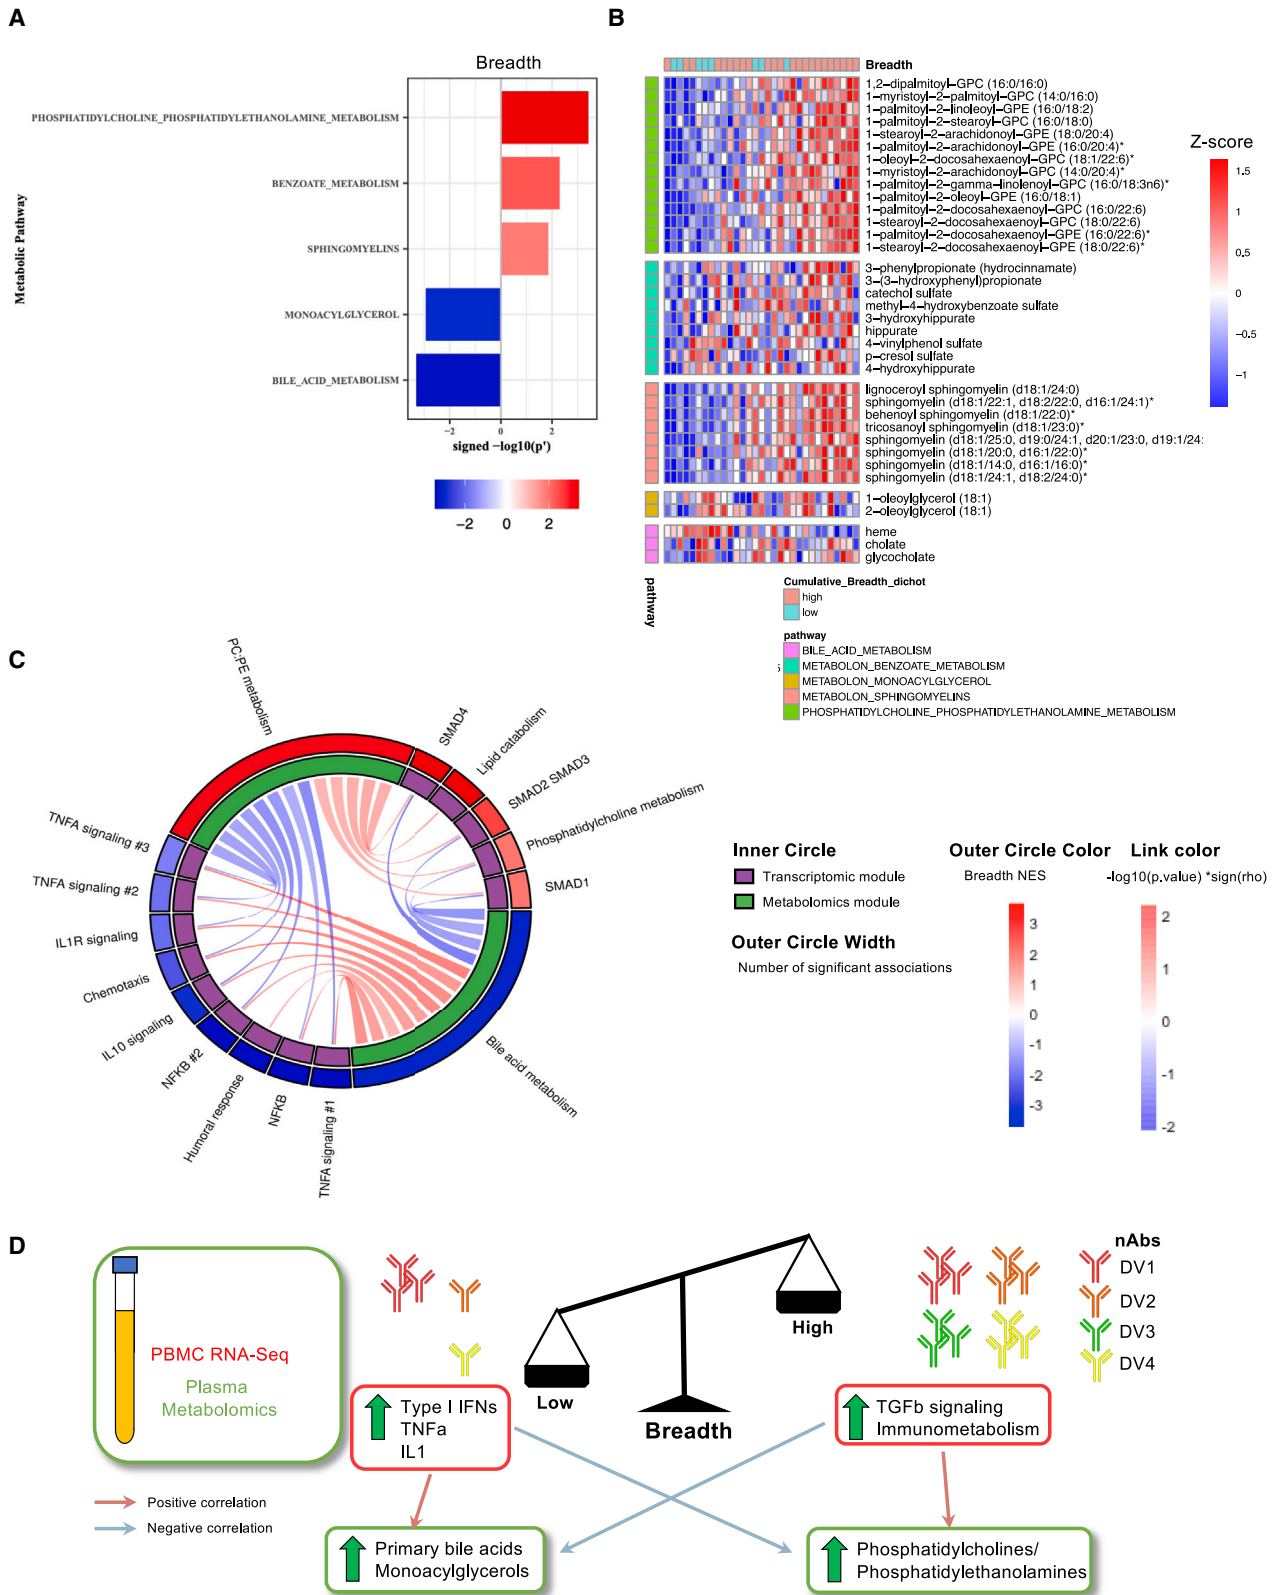 A
Breadth
Metabolic Pathway
PHOSPHATIDYLCHOLINE_PHOSPHATIDYLETHANOLAMINE_METABOLISM
BENZOATE_METABOLISM
SPHINGOMYELINS
MONOACYLGLYCEROL
BILE_ACID_METABOLISM
−2 0 2
signed −log10(p')
−2 0 2
B
Breadth
1,2−dipalmitoyl−GPC (16:0/16:0)
1−myristoyl−2−palmitoyl−GPC (14:0/16:0)
1−palmitoyl−2−linoleoyl−GPE (16:0/18:2)
1−palmitoyl−2−stearoyl−GPC (16:0/18:0)
1−stearoyl−2−arachidonoyl−GPE (18:0/20:4)
1−palmitoyl−2−arachidonoyl−GPE (16:0/20:4)*
1−oleoyl−2−docosahexaenoyl−GPC (18:1/22:6)*
1−myristoyl−2−arachidonoyl−GPC (14:0/20:4)*
1−palmitoyl−2−gamma−linolenoyl−GPC (16:0/18:3n6)*
1−palmitoyl−2−oleoyl−GPE (16:0/18:1)
1−palmitoyl−2−docosahexaenoyl−GPC (16:0/22:6)
1−stearoyl−2−docosahexaenoyl−GPC (18:0/22:6)
1−palmitoyl−2−docosahexaenoyl−GPE (16:0/22:6)*
1−stearoyl−2−docosahexaenoyl−GPE (18:0/22:6)*
3−phenylpropionate (hydrocinnamate)
3−(3−hydroxyphenyl)propionate
catechol sulfate
methyl−4−hydroxybenzoate sulfate
3−hydroxyhippurate
hippurate
4−vinylphenol sulfate
p−cresol sulfate
4−hydroxyhippurate
lignoceroyl sphingomyelin (d18:1/24:0)
sphingomyelin (d18:1/22:1, d18:2/22:0, d16:1/24:1)*
behenoyl sphingomyelin (d18:1/22:0)*
tricosanoyl sphingomyelin (d18:1/23:0)*
sphingomyelin (d18:1/25:0, d19:0/24:1, d20:1/23:0, d19:1/24:
sphingomyelin (d18:1/20:0, d16:1/22:0)*
sphingomyelin (d18:1/14:0, d16:1/16:0)*
sphingomyelin (d18:1/24:1, d18:2/24:0)*
1−oleoylglycerol (18:1)
2−oleoylglycerol (18:1)
heme
cholate
glycocholate
pathway
Z-score
1.5
1
0.5
0
−0.5
−1
Cumulative_Breadth_dichot
high
low
pathway
BILE_ACID_METABOLISM
METABOLON_BENZOATE_METABOLISM
METABOLON_MONOACYLGLYCEROL
METABOLON_SPHINGOMYELINS
PHOSPHATIDYLCHOLINE_PHOSPHATIDYLETHANOLAMINE_METABOLISM
C
PC:PE metabolism
SMAD4
Lipid catabolism
SMAD2 SMAD3
Phosphatidylcholine metabolism
SMAD1
Bile acid metabolism
TNFA signaling #1
NFKB
Humoral response
NFKB #2
IL10 signaling
Chemotaxis
IL1R signaling
TNFA signaling #2
TNFA signaling #3
Inner Circle
Transcriptomic module
Metabolomics module
Outer Circle Width
Number of significant associations
Outer Circle Color
Breadth NES
3
2
1
0
-1
-2
-3
Link color
-log10(p.value) *sign(rho)
2
1
0
-1
-2
D
PBMC RNA-Seq
Plasma
Metabolomics
Low
High
Breadth
nAbs
DV1
DV2
DV3
DV4
Type I IFNs
TNFa
IL1
TGFb signaling
Immunometabolism
Positive correlation
Negative correlation
Primary bile acids
Monoacylglycerols
Phosphatidylcholines/
Phosphatidylethanolamines